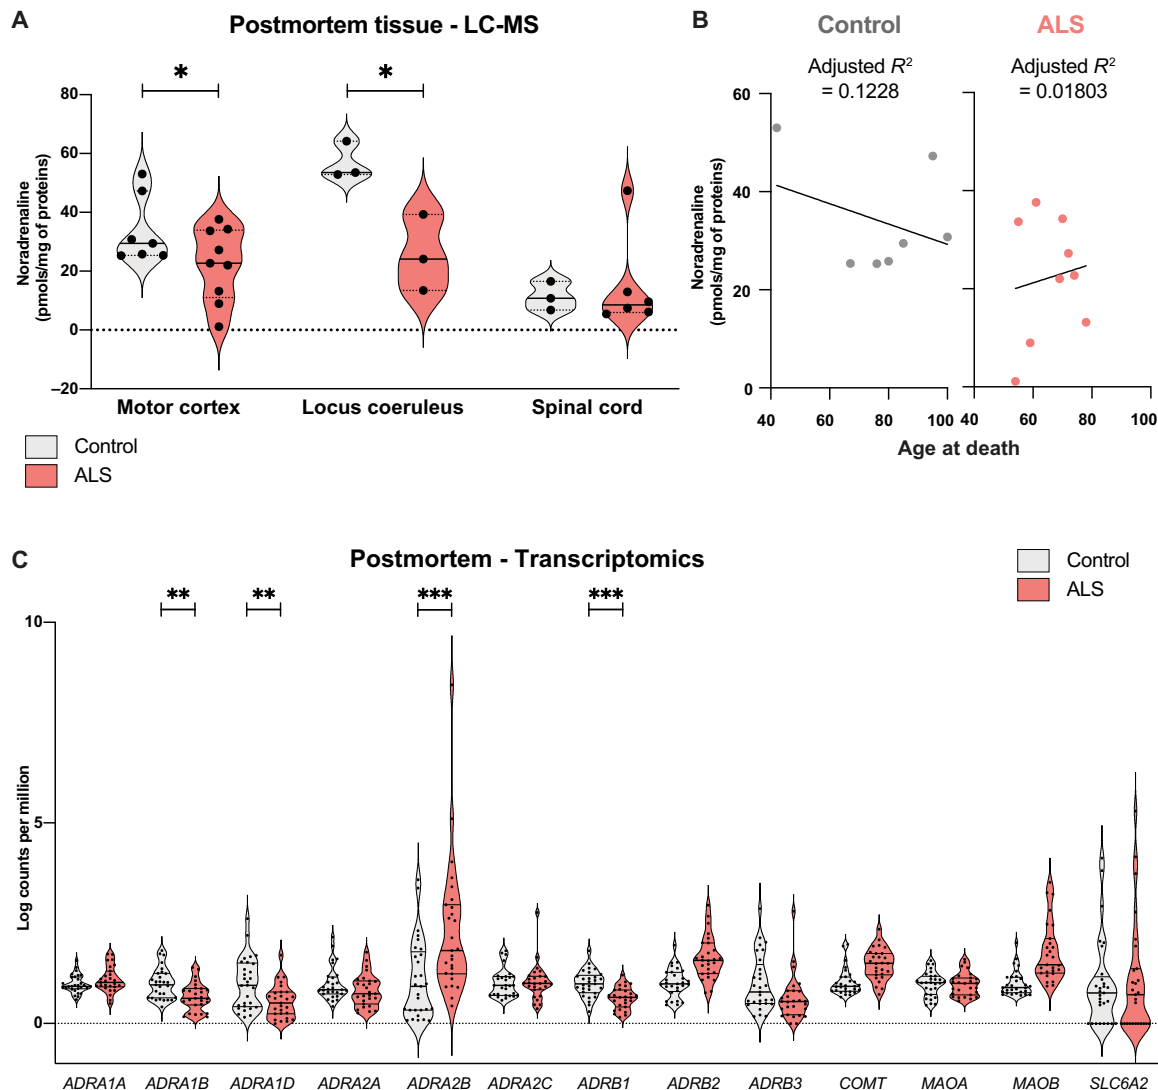 A
Postmortem tissue - LC-MS
*
*
Noradrenaline
(pmols/mg of proteins)
80
60
40
20
0
–20
Motor cortex
Locus coeruleus
Spinal cord
Control
ALS
B
Control
ALS
Adjusted R²
= 0.1228
Adjusted R²
= 0.01803
Noradrenaline
(pmols/mg of proteins)
60
40
20
0
40 60 80 100
40 60 80 100
Age at death
C
Postmortem - Transcriptomics
Control
ALS
** ** *** ***
Log counts per million
10
5
0
ADRA1A ADRA1B ADRA1D ADRA2A ADRA2B ADRA2C ADRB1 ADRB2 ADRB3 COMT MAOA MAOB SLC6A2